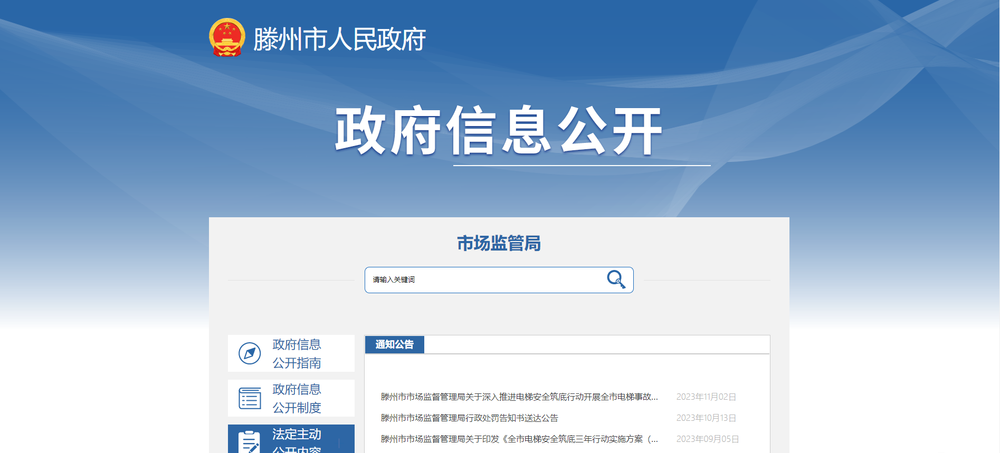 滕州市人民政府
政府信息公开
市场监管局
请输入关键词
政府信息
公开指南
政府信息
公开制度
法定主动
公开内容
通知公告
滕州市市场监督管理局关于深入推进电梯安全筑底行动开展全市电梯事故... 2023年11月02日
滕州市市场监督管理局行政处罚告知书送达公告 2023年10月13日
滕州市市场监督管理局关于印发《全市电梯安全筑底三年行动实施方案（... 2023年09月05日